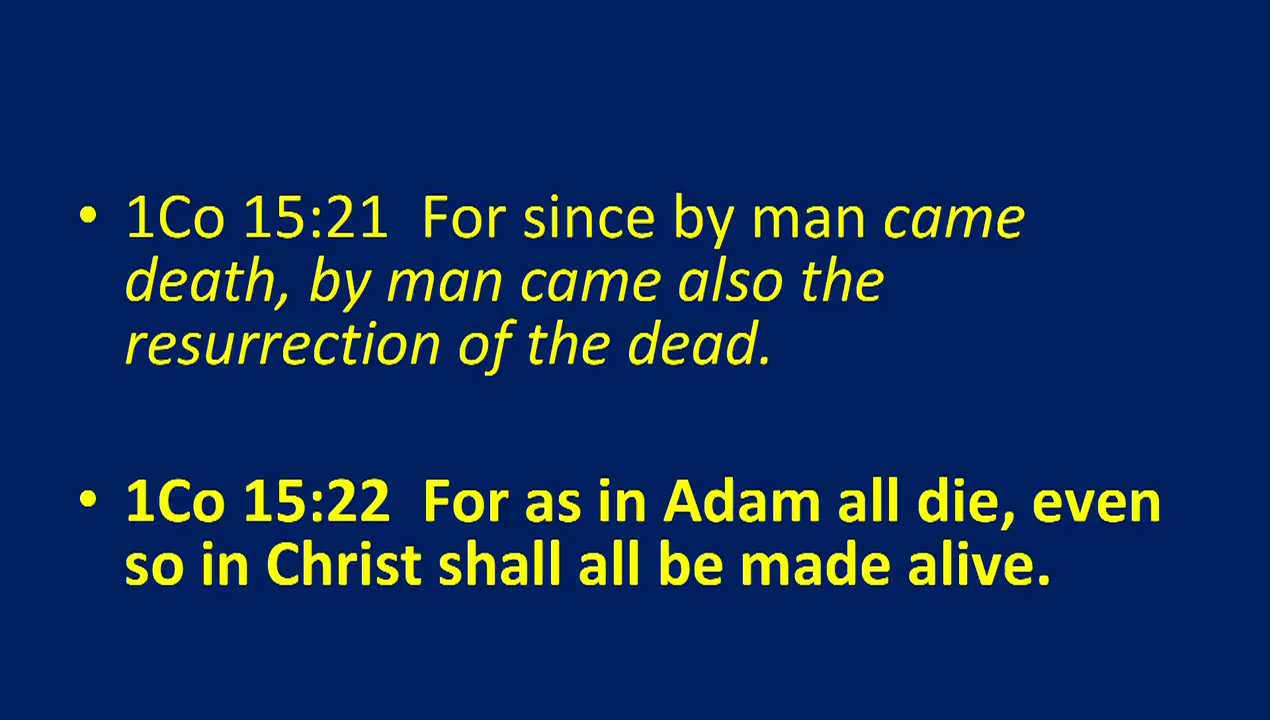 • 1Co 15:21  For since by man came
death, by man came also the
resurrection of the dead.
• 1Co 15:22  For as in Adam all die, even
so in Christ shall all be made alive.